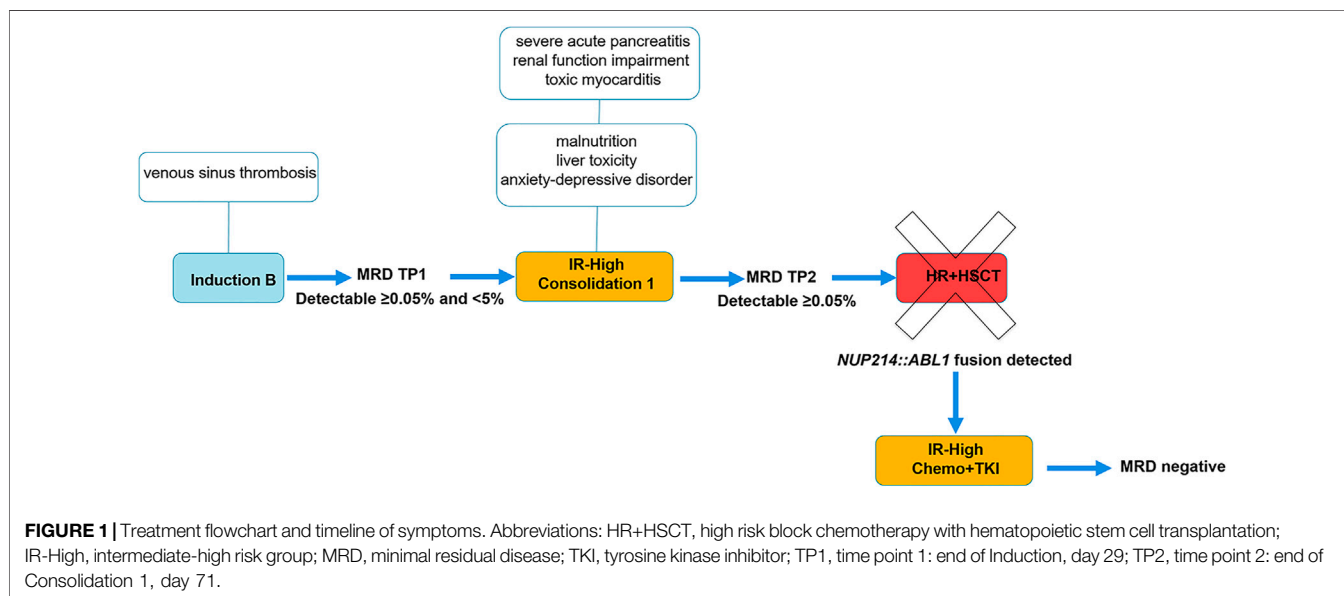 severe acute pancreatitis
renal function impairment
toxic myocarditis
malnutrition
liver toxicity
anxiety-depressive disorder
venous sinus thrombosis
Induction B
MRD TP1
Detectable ≥0.05% and <5%
IR-High
Consolidation 1
MRD TP2
Detectable ≥0.05%
HR+HSCT
NUP214::ABL1 fusion detected
IR-High
Chemo+TKI
MRD negative
FIGURE 1 | Treatment flowchart and timeline of symptoms. Abbreviations: HR+HSCT, high risk block chemotherapy with hematopoietic stem cell transplantation;
IR-High, intermediate-high risk group; MRD, minimal residual disease; TKI, tyrosine kinase inhibitor; TP1, time point 1: end of Induction, day 29; TP2, time point 2: end of
Consolidation 1, day 71.